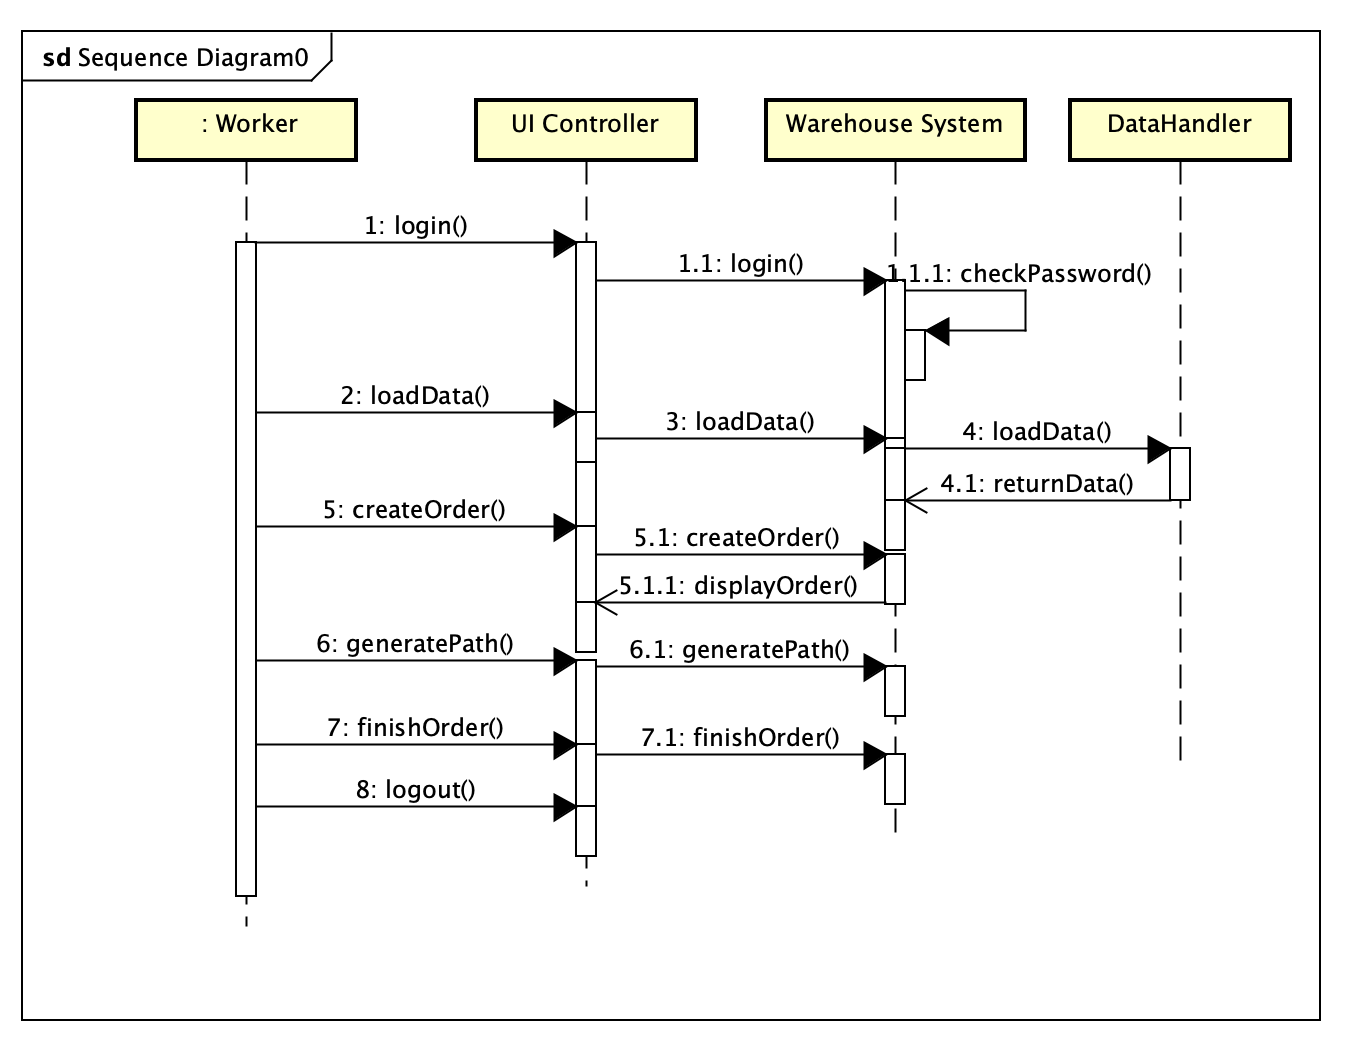 sd Sequence Diagram0
: Worker
UI Controller
Warehouse System
DataHandler
1: login()
1.1: login()
1.1.1: checkPassword()
2: loadData()
3: loadData()
4: loadData()
4.1: returnData()
5: createOrder()
5.1: createOrder()
5.1.1: displayOrder()
6: generatePath()
6.1: generatePath()
7: finishOrder()
7.1: finishOrder()
8: logout()